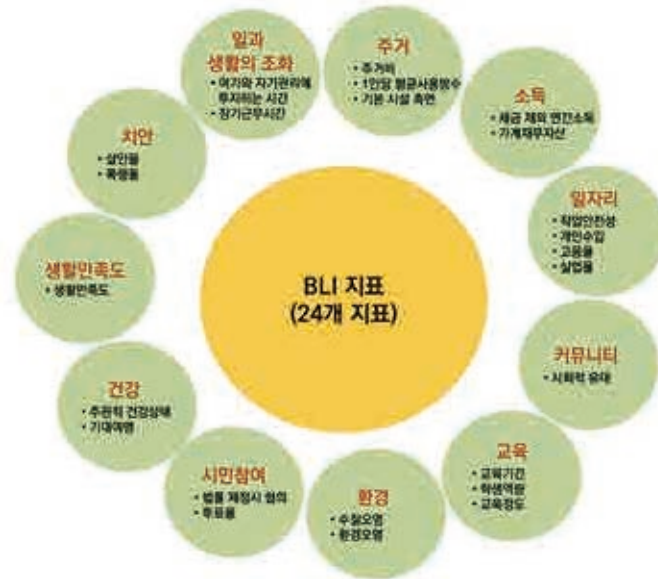 BLI 지표
(24개 지표)
주거
• 주거비
• 1인당 평균사용방수
• 기본 시설 측면
소득
• 세금 제외 연간소득
• 가계재무자산
일자리
• 직업안전성
• 개인수입
• 고용률
• 실업률
커뮤니티
• 사회적 유대
교육
• 교육기간
• 학생역량
• 교육정도
환경
• 수질오염
• 환경오염
시민참여
• 법률 제정시 협의
• 투표율
건강
• 주관적 건강상태
• 기대여명
생활만족도
• 생활만족도
치안
• 살인율
• 폭행율
일과
생활의 조화
• 여가와 자기관리에
투자하는 시간
• 장기근무시간